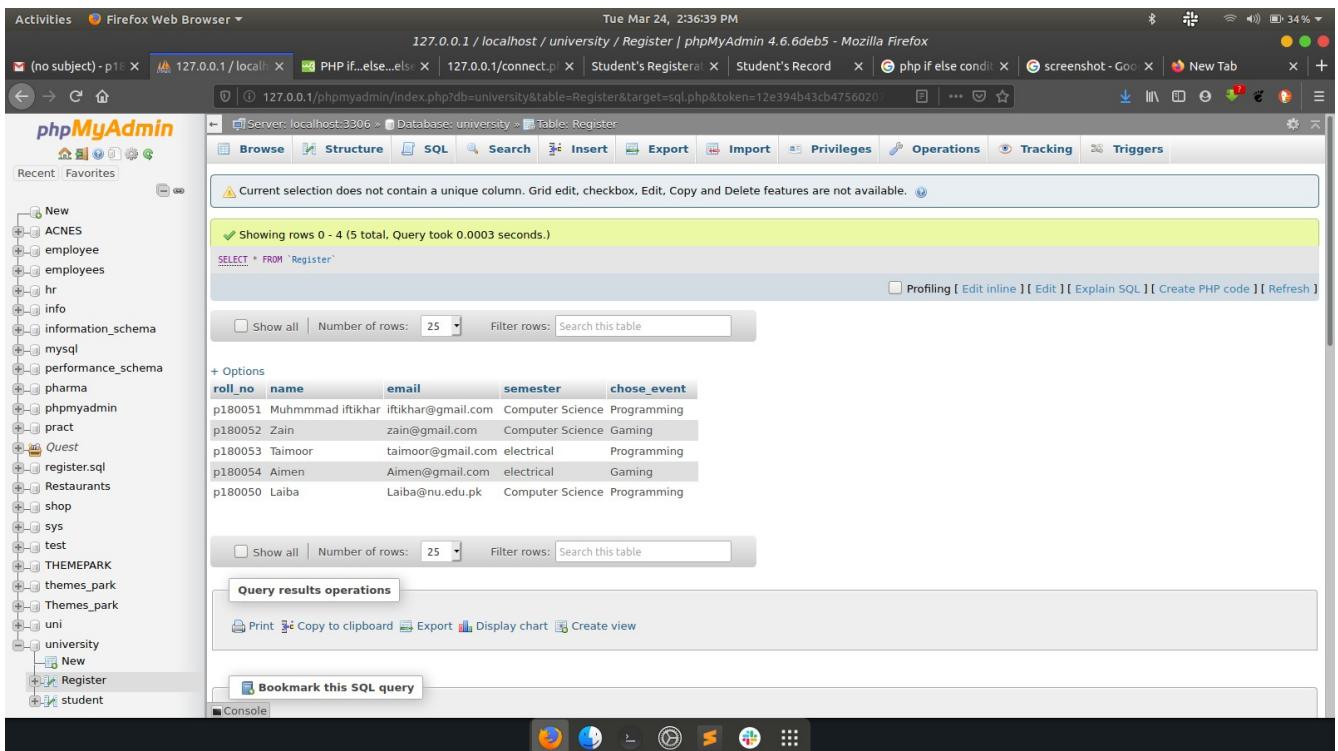 Activities Firefox Web Browser Tue Mar 24, 2:36:39 PM 34 %
127.0.0.1 / localhost / university / Register | phpMyAdmin 4.6.6deb5 - Mozilla Firefox
(no subject) - p18 127.0.0.1 / localh PHP if...else...else 127.0.0.1/connect.p Student's Registerat Student's Record php if else condit screenshot - Goo New Tab
127.0.0.1/phpmyadmin/index.php?db=university&table=Register&target=sql.php&token=12e394b43cb47560207
phpMyAdmin
Recent Favorites
New
ACNES
employee
employees
hr
info
information_schema
mysql
performance_schema
pharma
phpmyadmin
pract
Quest
register.sql
Restaurants
shop
sys
test
THEMEPARK
themes_park
Themes_park
uni
university
New
Register
student
Server: localhost:3306 » Database: university » Table: Register
Browse Structure SQL Search Insert Export Import Privileges Operations Tracking Triggers
Current selection does not contain a unique column. Grid edit, checkbox, Edit, Copy and Delete features are not available.
Showing rows 0 - 4 (5 total, Query took 0.0003 seconds.)
SELECT * FROM `Register`
Profiling [ Edit inline ] [ Edit ] [ Explain SQL ] [ Create PHP code ] [ Refresh ]
Show all | Number of rows: 25 Filter rows: Search this table
+ Options
roll_no name email semester chose_event
p180051 Muhmmmad iftikhar iftikhar@gmail.com Computer Science Programming
p180052 Zain zain@gmail.com Computer Science Gaming
p180053 Taimoor taimoor@gmail.com electrical Programming
p180054 Aimen Aimen@gmail.com electrical Gaming
p180050 Laiba Laiba@nu.edu.pk Computer Science Programming
Show all | Number of rows: 25 Filter rows: Search this table
Query results operations
Print Copy to clipboard Export Display chart Create view
Bookmark this SQL query
Console